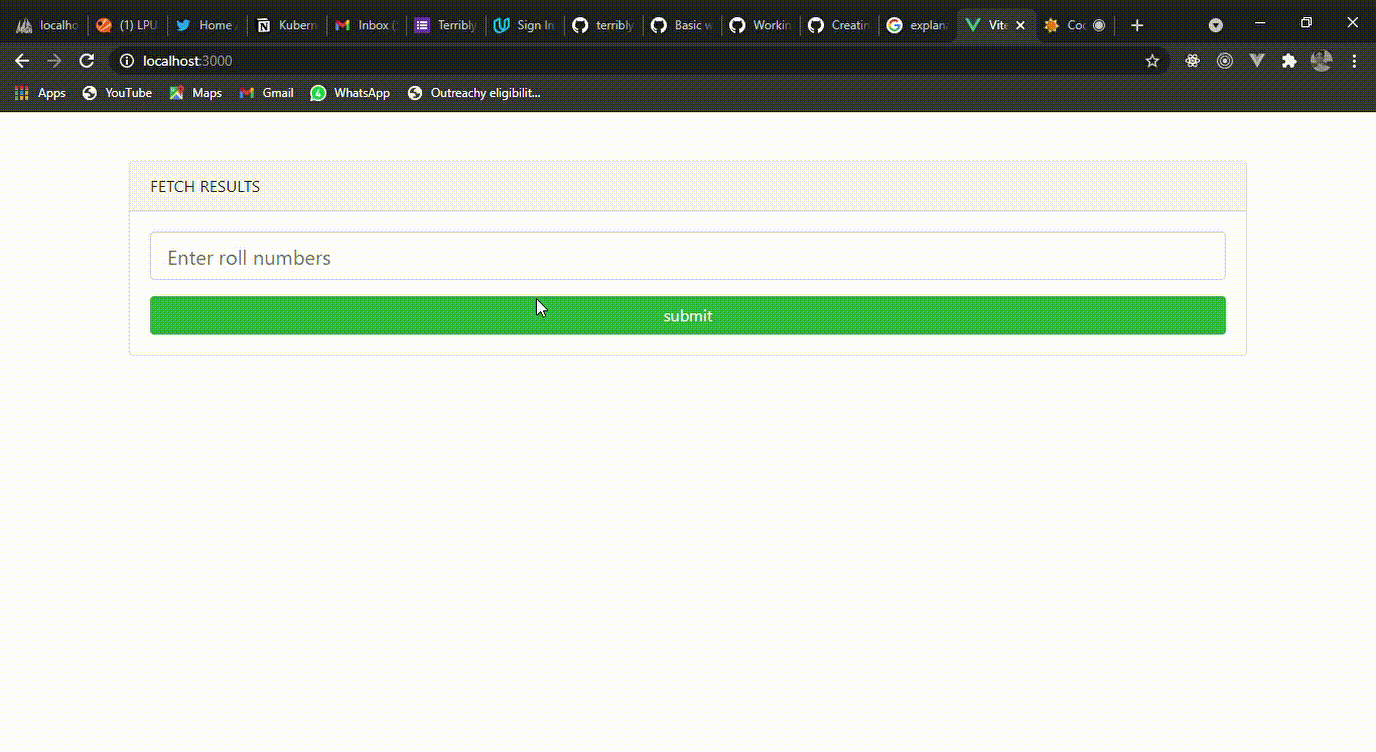 localho (1) LPU Home Kubern Inbox ( Terribly Sign In terribly Basic w Workin Creatin explan Vite Coc
localhost:3000
Apps YouTube Maps Gmail WhatsApp Outreachy eligibilit...
FETCH RESULTS
Enter roll numbers
submit